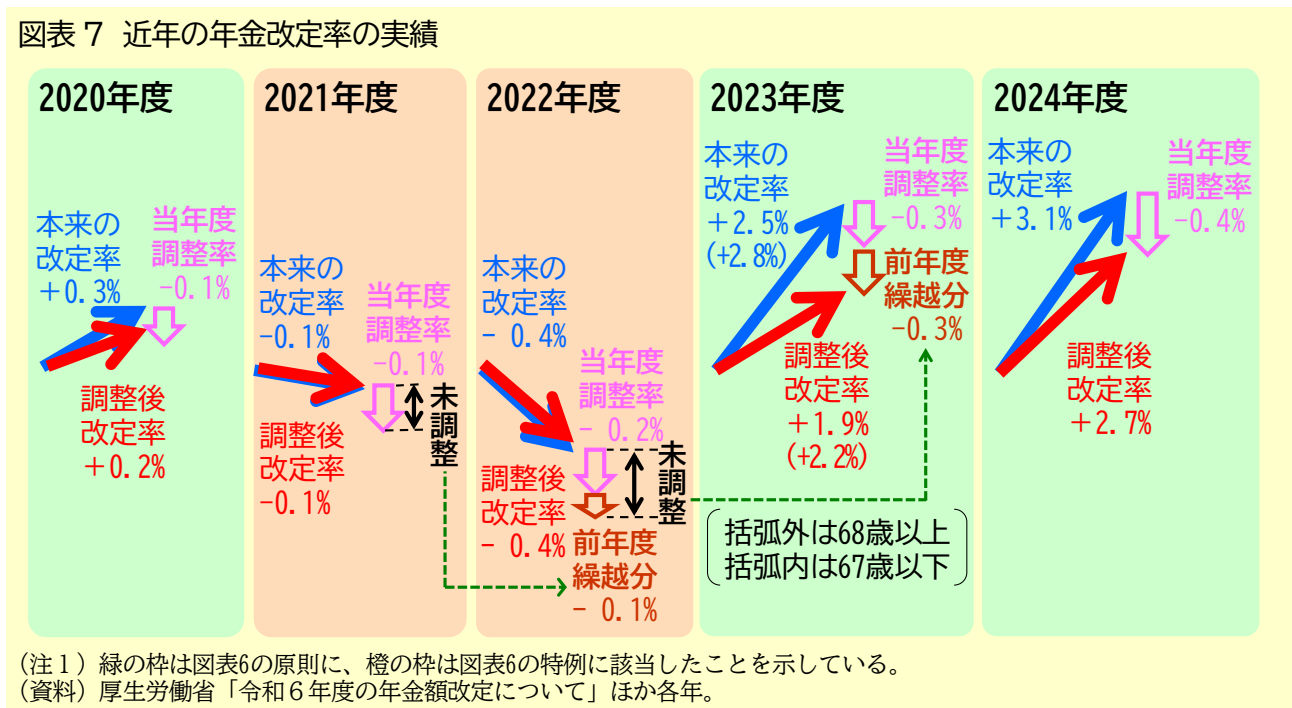 図表７ 近年の年金改定率の実績
2020年度
本来の
改定率
＋0.3%
当年度
調整率
-0.1%
調整後
改定率
＋0.2%
2021年度
本来の
改定率
-0.1%
当年度
調整率
-0.1%
未調整
調整後
改定率
-0.1%
2022年度
本来の
改定率
- 0.4%
当年度
調整率
- 0.2%
未調整
調整後
改定率
- 0.4%
前年度
繰越分
- 0.1%
2023年度
本来の
改定率
＋2.5%
(+2.8%)
当年度
調整率
-0.3%
前年度
繰越分
-0.3%
調整後
改定率
＋1.9%
(+2.2%)
括弧外は68歳以上
括弧内は67歳以下
2024年度
本来の
改定率
＋3.1%
当年度
調整率
-0.4%
調整後
改定率
＋2.7%
（注１）緑の枠は図表6の原則に、橙の枠は図表6の特例に該当したことを示している。
（資料）厚生労働省「令和６年度の年金額改定について」ほか各年。